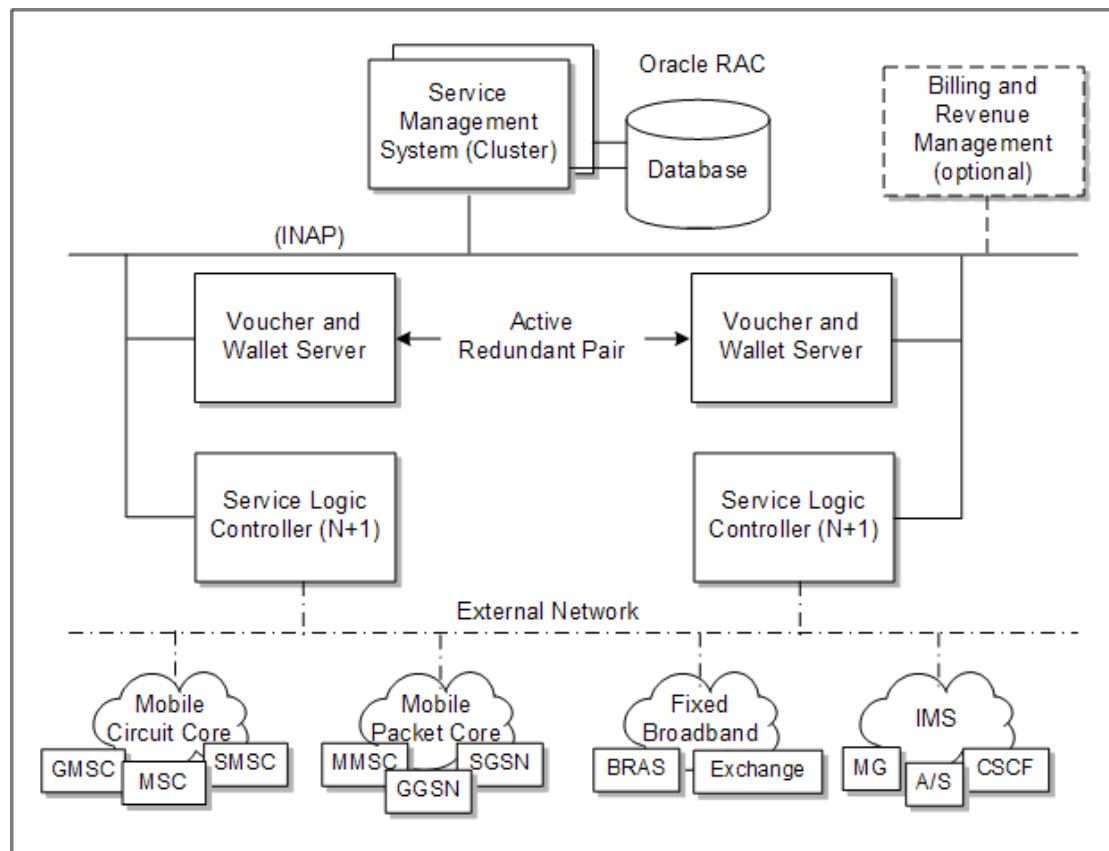 Oracle RAC
Service
Management
System (Cluster)
Database
Billing and
Revenue
Management
(optional)
(INAP)
Voucher and
Wallet Server
Active
Redundant Pair
Voucher and
Wallet Server
Service Logic
Controller (N+1)
Service Logic
Controller (N+1)
External Network
Mobile
Circuit Core
GMSC
MSC
SMSC
Mobile
Packet Core
MMSC
GGSN
SGSN
Fixed
Broadband
BRAS
Exchange
IMS
MG
A/S
CSCF